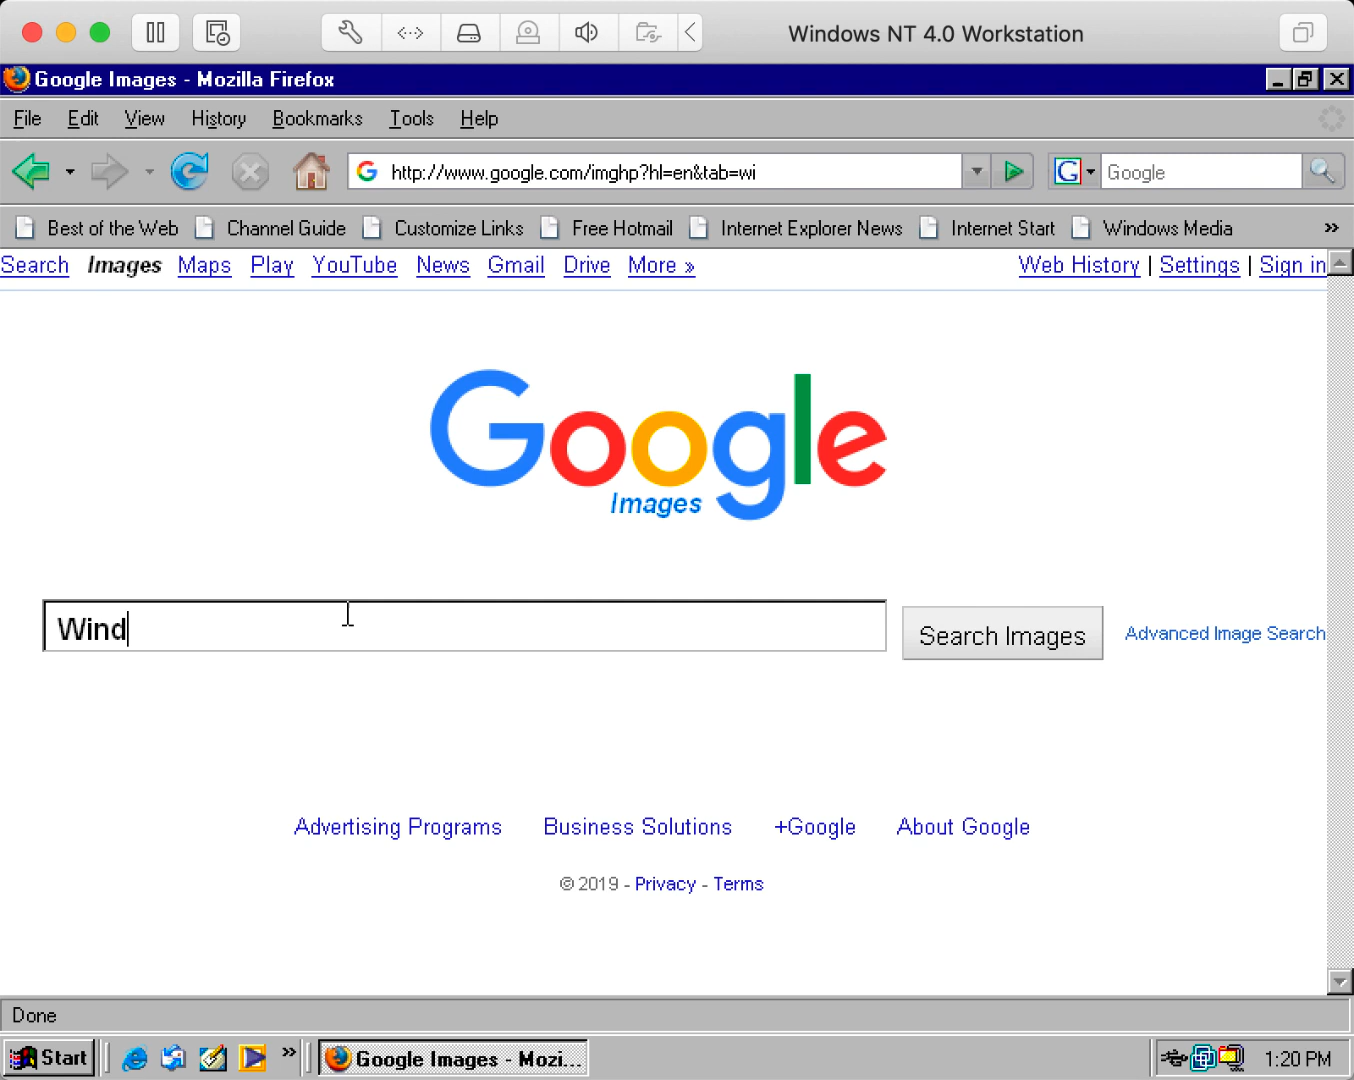 Windows NT 4.0 Workstation
Google Images - Mozilla Firefox
File Edit View History Bookmarks Tools Help
http://www.google.com/imghp?hl=en&tab=wi
G Google
Best of the Web Channel Guide Customize Links Free Hotmail Internet Explorer News Internet Start Windows Media »
Search Images Maps Play YouTube News Gmail Drive More » Web History | Settings | Sign in
Google
Images
Wind
Search Images
Advanced Image Search
Advertising Programs Business Solutions +Google About Google
© 2019 - Privacy - Terms
Done
Start » Google Images - Mozi... 1:20 PM